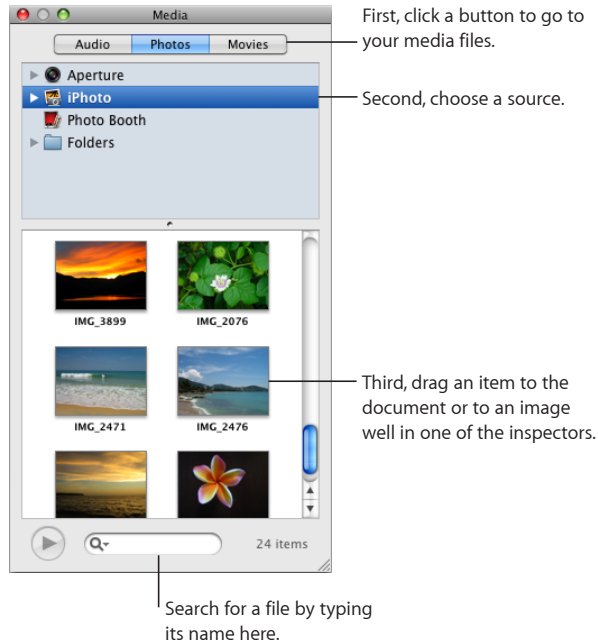 Media
Audio Photos Movies
Aperture
iPhoto
Photo Booth
Folders
IMG_3899 IMG_2076
IMG_2471 IMG_2476
24 items
First, click a button to go to
your media files.
Second, choose a source.
Third, drag an item to the
document or to an image
well in one of the inspectors.
Search for a file by typing
its name here.